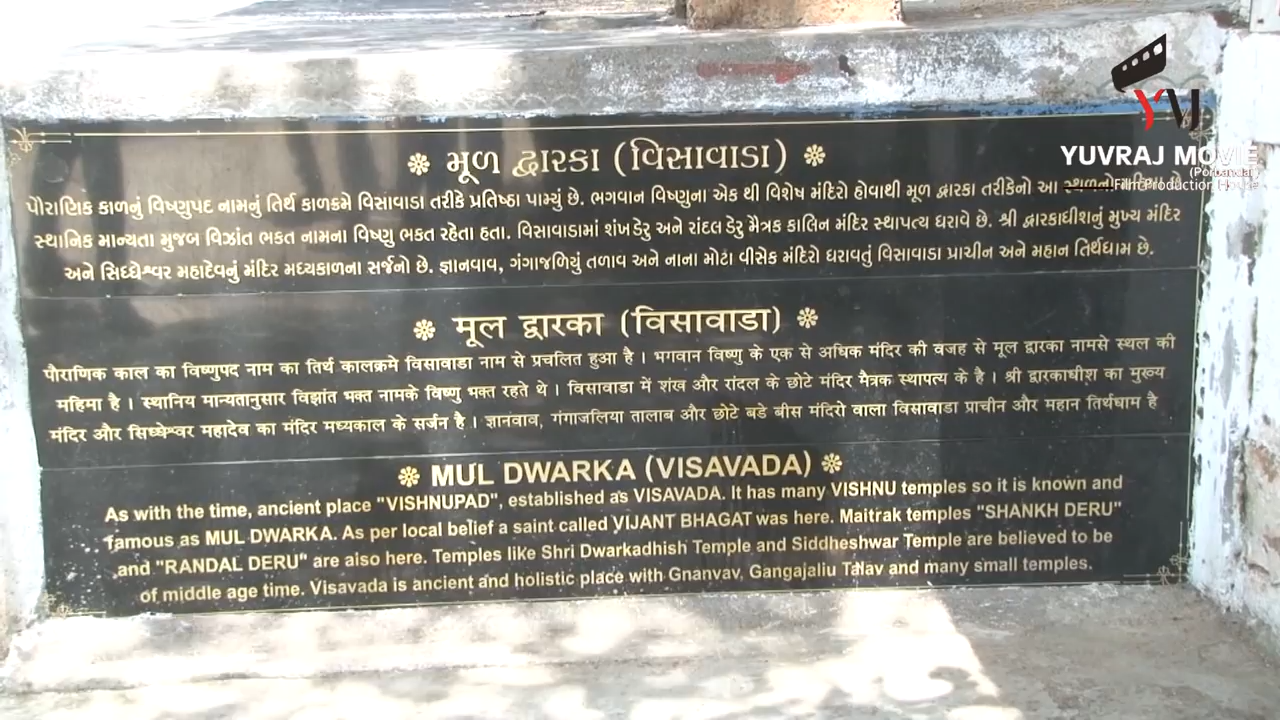 ❇ મૂળ દ્વારકા (વિસાવાડા) ❇
પૌરાણિક કાળનું વિષ્ણુપદ નામનું તિર્થ કાળક્રમે વિસાવાડા તરીકે પ્રતિષ્ઠા પામ્યું છે. ભગવાન વિષ્ણુના એક થી વિશેષ મંદિરો હોવાથી મૂળ દ્વારકા તરીકેનો આ
સ્થાનિક માન્યતા મુજબ વિઝાંત ભકત નામના વિષ્ણુ ભકત રહેતા હતા. વિસાવાડામાં શંખડેરુ અને રાંદલ ડેરુ મૈત્રક કાલિન મંદિર સ્થાપત્ય ધરાવે છે. શ્રી દ્વારકાધીશનું મુખ્ય મંદિર
અને સિધ્ધેશ્વર મહાદેવનું મંદિર મધ્યકાળના સર્જનો છે. જ્ઞાનવાવ, ગંગાજળિયું તળાવ અને નાના મોટા વીસેક મંદિરો ધરાવતું વિસાવાડા પ્રાચીન અને મહાન તિર્થધામ છે.
❇ मूल द्वारका (विसावाडा) ❇
पौराणिक काल का विष्णुपद नाम का तिर्थ कालक्रमे विसावाडा नाम से प्रचलित हुआ है । भगवान विष्णु के एक से अधिक मंदिर की वजह से मूल द्वारका नामसे स्थल की
महिमा है । स्थानिय मान्यतानुसार विझांत भक्त नामके विष्णु भक्त रहते थे । विसावाडा में शंख और रांदल के छोटे मंदिर मैत्रक स्थापत्य के है । श्री द्वारकाधीश का मुख्य
मंदिर और सिध्धेश्वर महादेव का मंदिर मध्यकाल के सर्जन है । ज्ञानवाव, गंगाजलिया तालाब और छोटे बडे बीस मंदिरो वाला विसावाडा प्राचीन और महान तिर्थधाम है
❇ MUL DWARKA (VISAVADA) ❇
As with the time, ancient place "VISHNUPAD", established as VISAVADA. It has many VISHNU temples so it is known and
famous as MUL DWARKA. As per local belief a saint called VIJANT BHAGAT was here. Maitrak temples "SHANKH DERU"
and "RANDAL DERU" are also here. Temples like Shri Dwarkadhish Temple and Siddheshwar Temple are believed to be
of middle age time. Visavada is ancient and holistic place with Gnanvav, Gangajaliu Talav and many small temples.
YM
YUVRAJ MOVIE
(Porbandar)
Film Production House